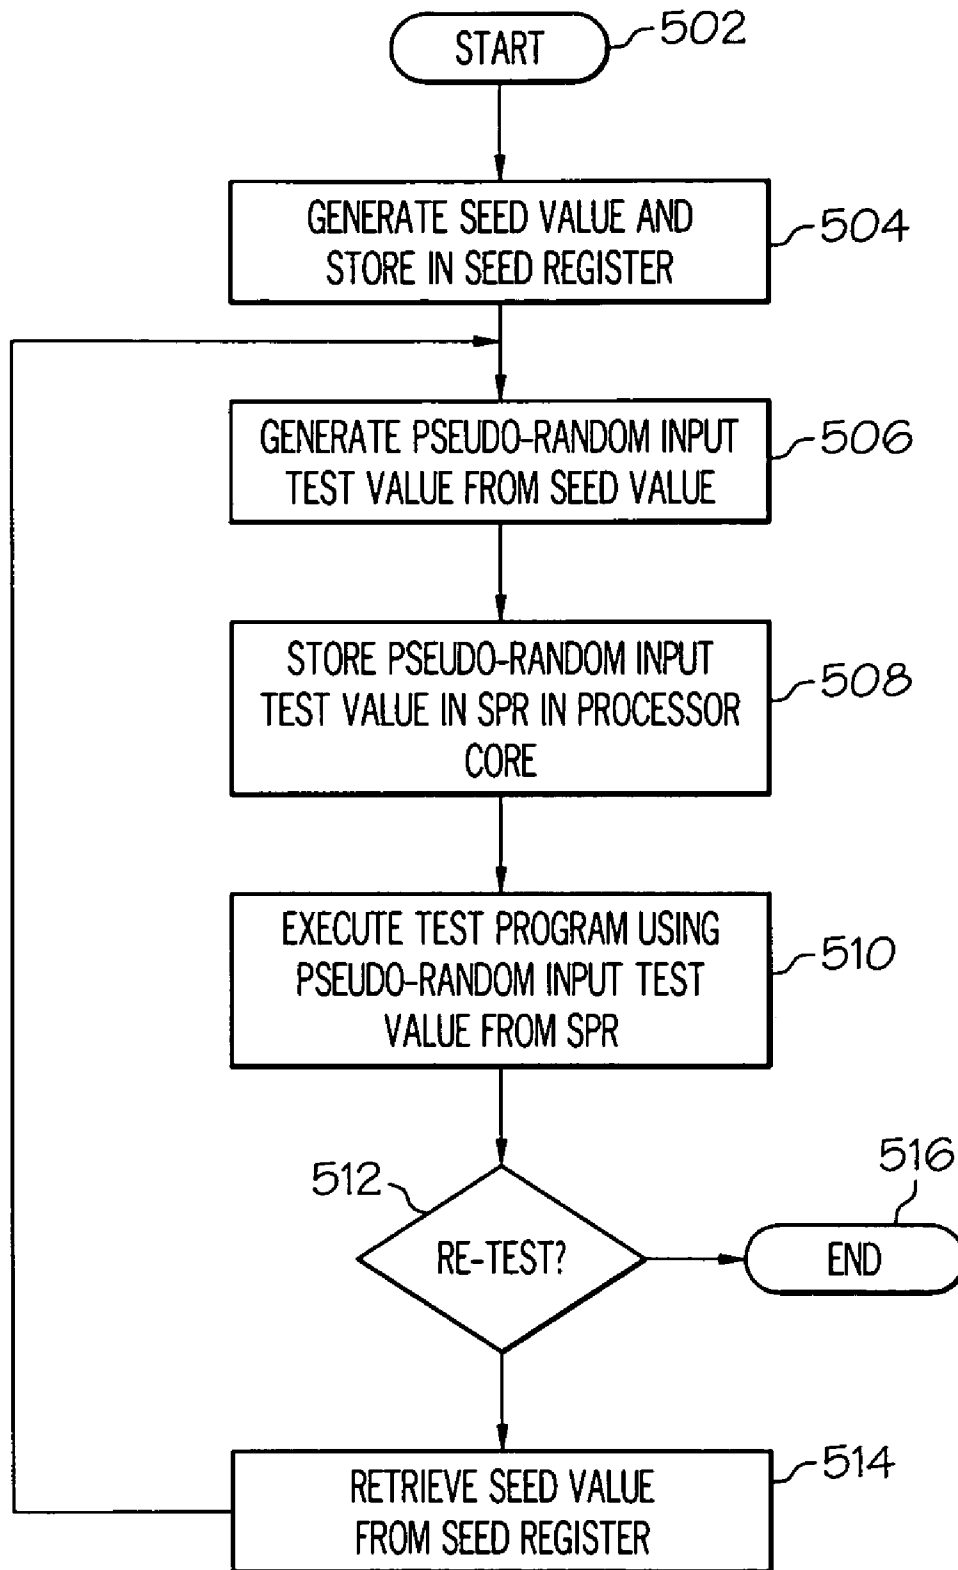 START
502
GENERATE SEED VALUE AND
STORE IN SEED REGISTER
504
GENERATE PSEUDO-RANDOM INPUT
TEST VALUE FROM SEED VALUE
506
STORE PSEUDO-RANDOM INPUT
TEST VALUE IN SPR IN PROCESSOR
CORE
508
EXECUTE TEST PROGRAM USING
PSEUDO-RANDOM INPUT TEST
VALUE FROM SPR
510
512
RE-TEST?
516
END
RETRIEVE SEED VALUE
FROM SEED REGISTER
514